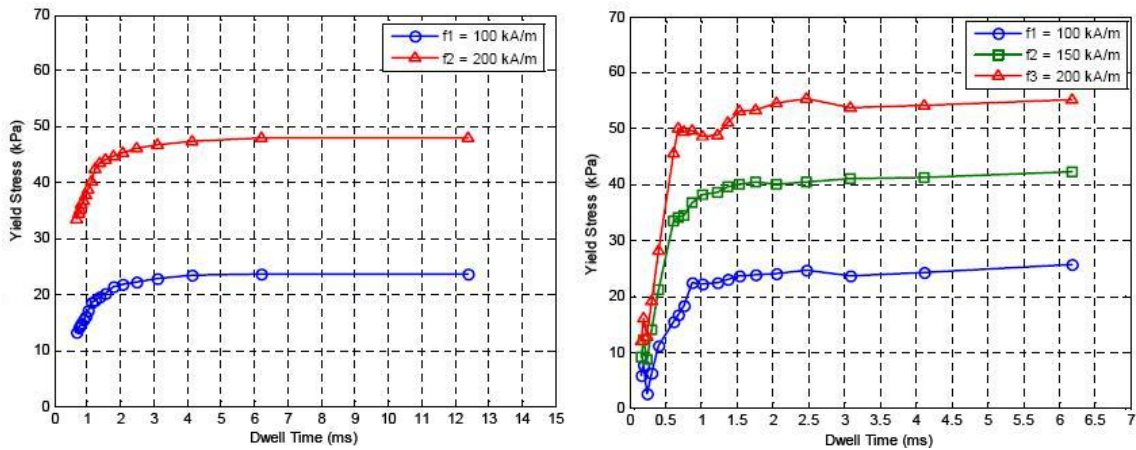 70
60
50
40
30
20
10
0
Yield Stress (kPa)
f1 = 100 kA/m
f2 = 200 kA/m
0 1 2 3 4 5 6 7 8 9 10 11 12 13 14 15
Dwell Time (ms)
70
60
50
40
30
20
10
0
Yield Stress (kPa)
f1 = 100 kA/m
f2 = 150 kA/m
f3 = 200 kA/m
0 0.5 1 1.5 2 2.5 3 3.5 4 4.5 5 5.5 6 6.5 7
Dwell Time (ms)